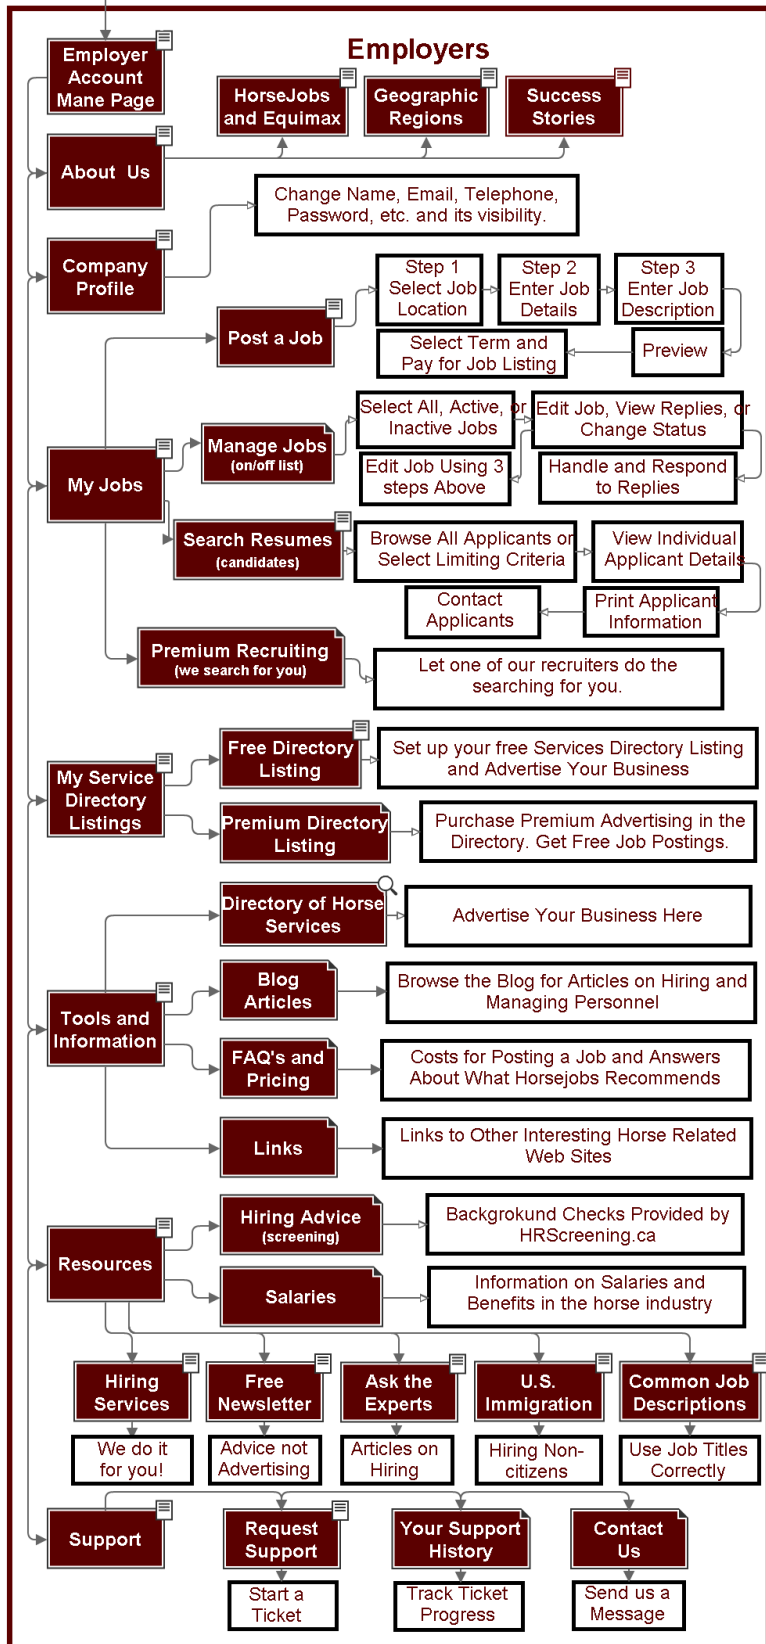 Employers
Employer
Account
Mane Page
HorseJobs
and Equimax
Geographic
Regions
Success
Stories
About Us
Change Name, Email, Telephone,
Password, etc. and its visibility.
Company
Profile
Post a Job
Step 1
Select Job
Location
Step 2
Enter Job
Details
Step 3
Enter Job
Description
Select Term and
Pay for Job Listing
Preview
My Jobs
Manage Jobs
(on/off list)
Select All, Active, or
Inactive Jobs
Edit Job, View Replies, or
Change Status
Edit Job Using 3
steps Above
Handle and Respond
to Replies
Search Resumes
(candidates)
Browse All Applicants or
Select Limiting Criteria
View Individual
Applicant Details
Contact
Applicants
Print Applicant
Information
Premium Recruiting
(we search for you)
Let one of our recruiters do the
searching for you.
My Service
Directory
Listings
Free Directory
Listing
Set up your free Services Directory Listing
and Advertise Your Business
Premium Directory
Listing
Purchase Premium Advertising in the
Directory. Get Free Job Postings.
Directory of Horse
Services
Advertise Your Business Here
Tools and
Information
Blog
Articles
Browse the Blog for Articles on Hiring and
Managing Personnel
FAQ's and
Pricing
Costs for Posting a Job and Answers
About What Horsejobs Recommends
Links
Links to Other Interesting Horse Related
Web Sites
Resources
Hiring Advice
(screening)
Backgrokund Checks Provided by
HRScreening.ca
Salaries
Information on Salaries and
Benefits in the horse industry
Hiring
Services
Free
Newsletter
Ask the
Experts
U.S.
Immigration
Common Job
Descriptions
We do it
for you!
Advice not
Advertising
Articles on
Hiring
Hiring Non-
citizens
Use Job Titles
Correctly
Support
Request
Support
Your Support
History
Contact
Us
Start a
Ticket
Track Ticket
Progress
Send us a
Message